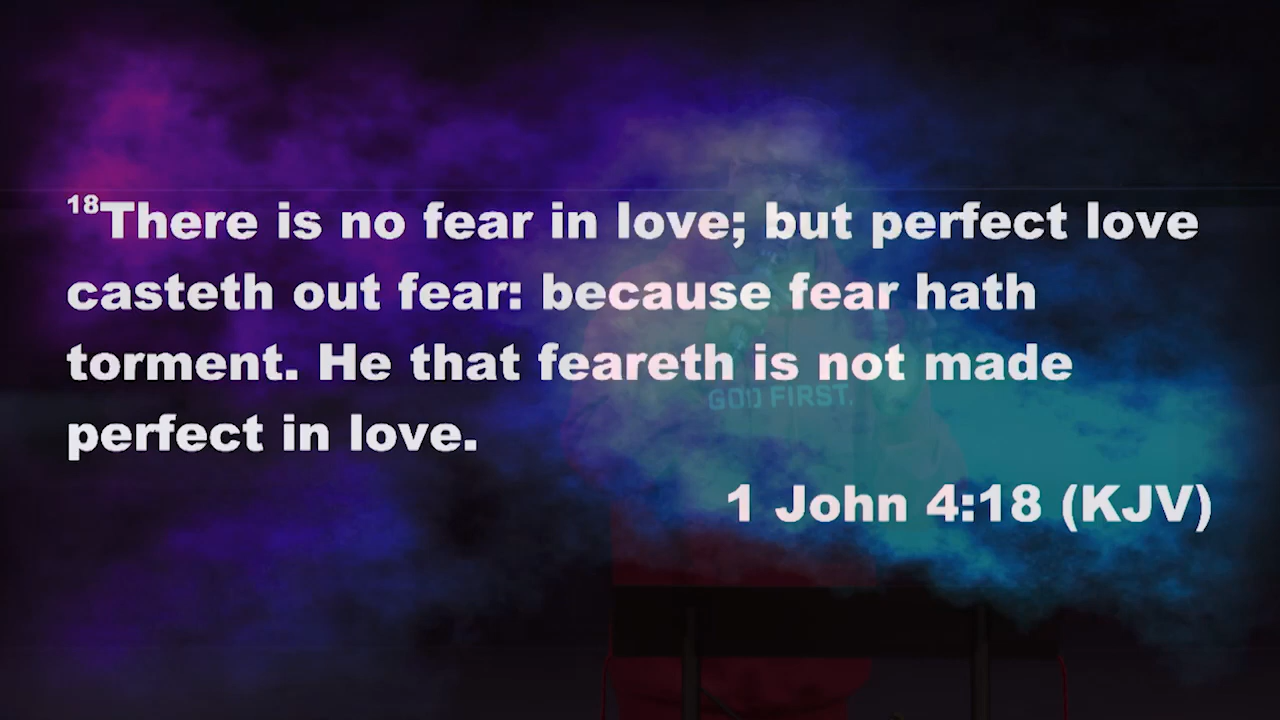 18There is no fear in love; but perfect love
casteth out fear: because fear hath
torment. He that feareth is not made
perfect in love.
GOD FIRST.
1 John 4:18 (KJV)